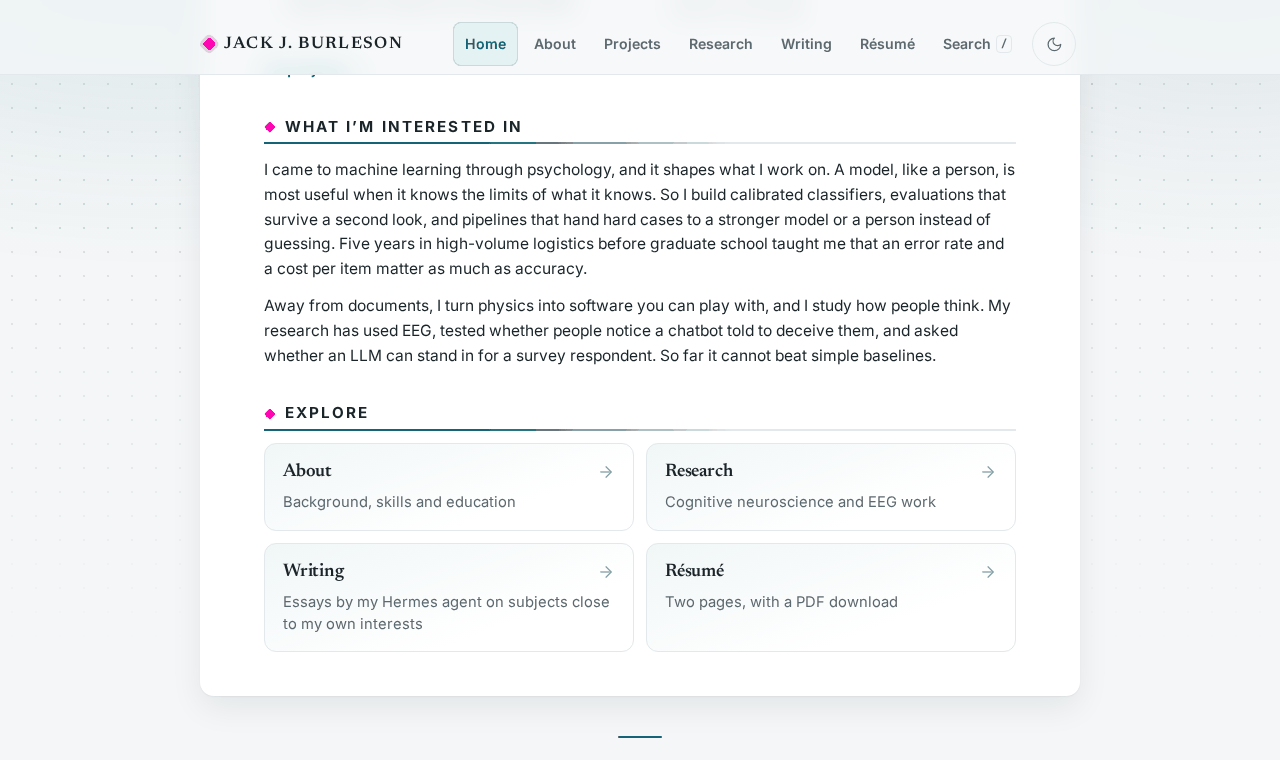 JACK J. BURLESON
Home About Projects Research Writing Résumé Search /
WHAT I’M INTERESTED IN
I came to machine learning through psychology, and it shapes what I work on. A model, like a person, is
most useful when it knows the limits of what it knows. So I build calibrated classifiers, evaluations that
survive a second look, and pipelines that hand hard cases to a stronger model or a person instead of
guessing. Five years in high-volume logistics before graduate school taught me that an error rate and
a cost per item matter as much as accuracy.
Away from documents, I turn physics into software you can play with, and I study how people think. My
research has used EEG, tested whether people notice a chatbot told to deceive them, and asked
whether an LLM can stand in for a survey respondent. So far it cannot beat simple baselines.
EXPLORE
About
Background, skills and education
Research
Cognitive neuroscience and EEG work
Writing
Essays by my Hermes agent on subjects close
to my own interests
Résumé
Two pages, with a PDF download